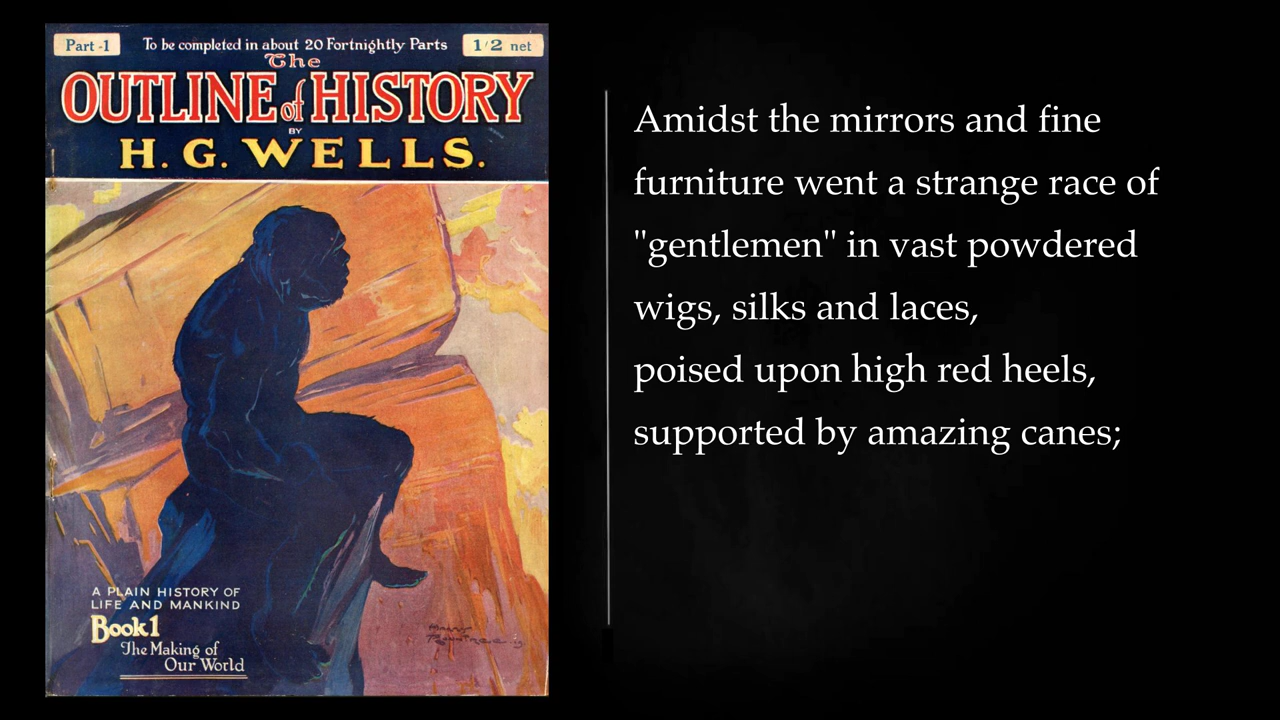 Part -1
To be completed in about 20 Fortnightly Parts
1/2 net
The
OUTLINE of HISTORY
BY
H. G. WELLS.
A PLAIN HISTORY OF
LIFE AND MANKIND
Book 1
The Making of
Our World
Amidst the mirrors and fine
furniture went a strange race of
"gentlemen" in vast powdered
wigs, silks and laces,
poised upon high red heels,
supported by amazing canes;